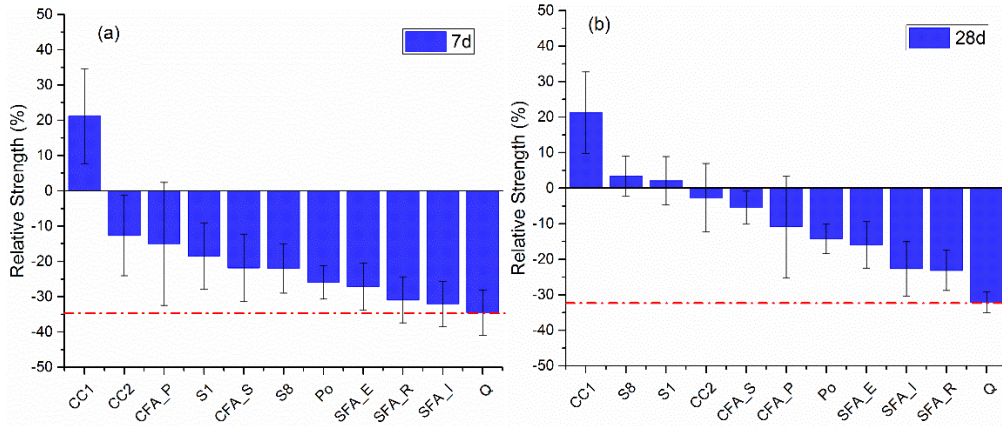 (a)
7d
Relative Strength (%)
50
40
30
20
10
0
-10
-20
-30
-40
-50
CC1 CC2 CFA_P S1 CFA_S S8 Po SFA_E SFA_R SFA_I Q
(b)
28d
Relative Strength (%)
50
40
30
20
10
0
-10
-20
-30
-40
-50
CC1 S8 S1 CC2 CFA_S CFA_P Po SFA_E SFA_I SFA_R Q